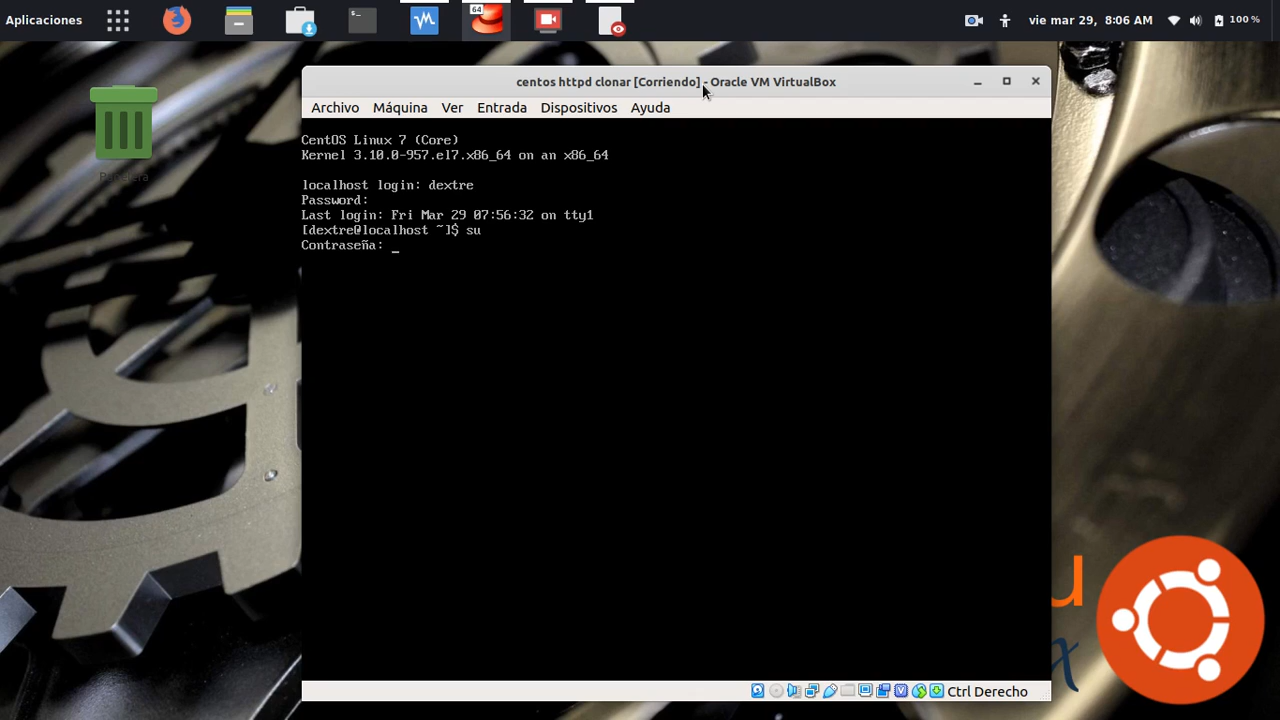 Aplicaciones
64
vie mar 29, 8:06 AM
100 %
centos httpd clonar [Corriendo] - Oracle VM VirtualBox
Archivo Máquina Ver Entrada Dispositivos Ayuda
CentOS Linux 7 (Core)
Kernel 3.10.0-957.el7.x86_64 on an x86_64
localhost login: dextre
Password:
Last login: Fri Mar 29 07:56:32 on tty1
[dextre@localhost ~]$ su
Contraseña: _
Papelera
u
x
Ctrl Derecho